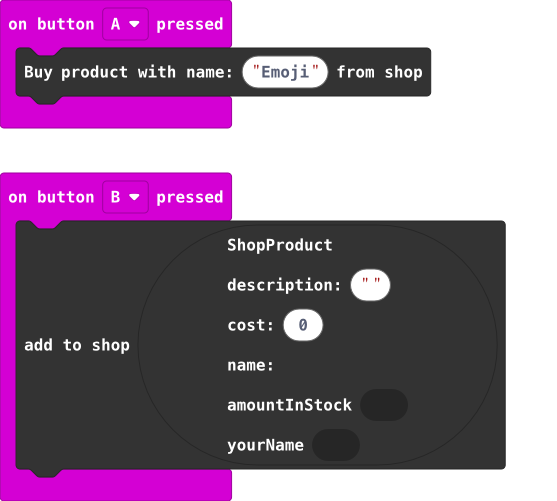 on button A pressed
Buy product with name: "Emoji" from shop
on button B pressed
add to shop
ShopProduct
description: " "
cost: 0
name:
amountInStock
yourName